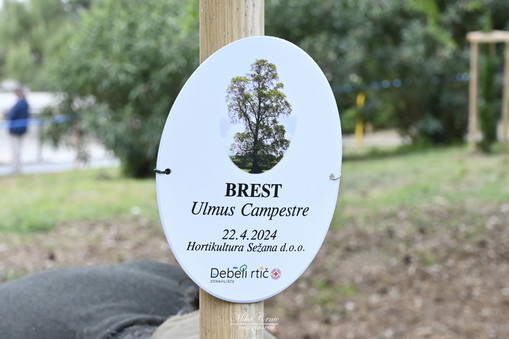 BREST
Ulmus Campestre
22.4.2024
Hortikultura Sežana d.o.o.
Debeli rtič